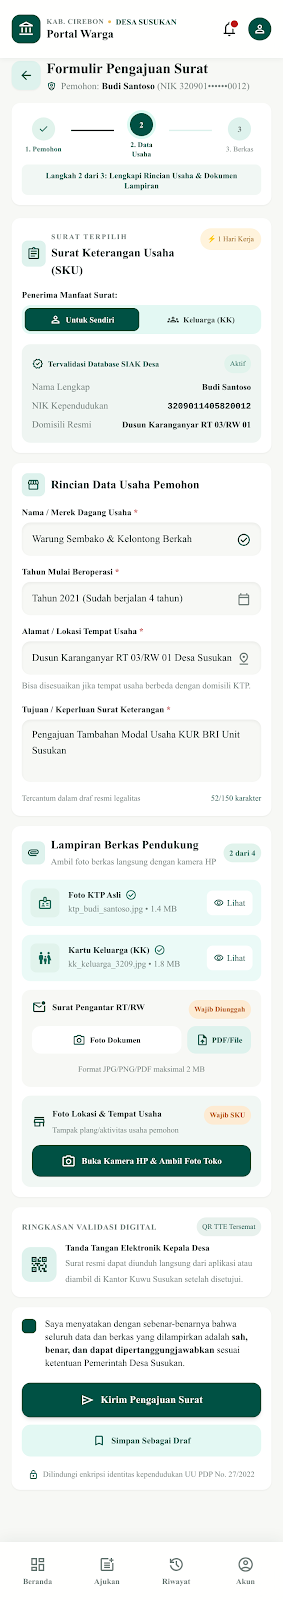 KAB. CIREBON • DESA SUSUKAN
Portal Warga
Formulir Pengajuan Surat
Pemohon: Budi Santoso (NIK 320901••••••0012)
2
3
1. Pemohon
2. Data
Usaha
3. Berkas
Langkah 2 dari 3: Lengkapi Rincian Usaha & Dokumen
Lampiran
SURAT TERPILIH
Surat Keterangan Usaha
(SKU)
⚡ 1 Hari Kerja
Penerima Manfaat Surat:
Untuk Sendiri
Keluarga (KK)
Tervalidasi Database SIAK Desa
Aktif
Nama Lengkap
Budi Santoso
NIK Kependudukan
3209011405820012
Domisili Resmi
Dusun Karanganyar RT 03/RW 01
Rincian Data Usaha Pemohon
Nama / Merek Dagang Usaha *
Warung Sembako & Kelontong Berkah
Tahun Mulai Beroperasi *
Tahun 2021 (Sudah berjalan 4 tahun)
Alamat / Lokasi Tempat Usaha *
Dusun Karanganyar RT 03/RW 01 Desa Susukan
Bisa disesuaikan jika tempat usaha berbeda dengan domisili KTP.
Tujuan / Keperluan Surat Keterangan *
Pengajuan Tambahan Modal Usaha KUR BRI Unit
Susukan
Tercantum dalam draf resmi legalitas
52/150 karakter
Lampiran Berkas Pendukung
Ambil foto berkas langsung dengan kamera HP
2 dari 4
Foto KTP Asli
ktp_budi_santoso.jpg • 1.4 MB
Lihat
Kartu Keluarga (KK)
kk_keluarga_3209.jpg • 1.8 MB
Lihat
Surat Pengantar RT/RW
Wajib Diunggah
Foto Dokumen
PDF/File
Format JPG/PNG/PDF maksimal 2 MB
Foto Lokasi & Tempat Usaha
Tampak plang/aktivitas usaha pemohon
Wajib SKU
Buka Kamera HP & Ambil Foto Toko
RINGKASAN VALIDASI DIGITAL
QR TTE Tersemat
Tanda Tangan Elektronik Kepala Desa
Surat resmi dapat diunduh langsung dari aplikasi atau
diambil di Kantor Kuwu Susukan setelah disetujui.
Saya menyatakan dengan sebenar-benarnya bahwa
seluruh data dan berkas yang dilampirkan adalah sah,
benar, dan dapat dipertanggungjawabkan sesuai
ketentuan Pemerintah Desa Susukan.
Kirim Pengajuan Surat
Simpan Sebagai Draf
Dilindungi enkripsi identitas kependudukan UU PDP No. 27/2022
Beranda
Ajukan
Riwayat
Akun